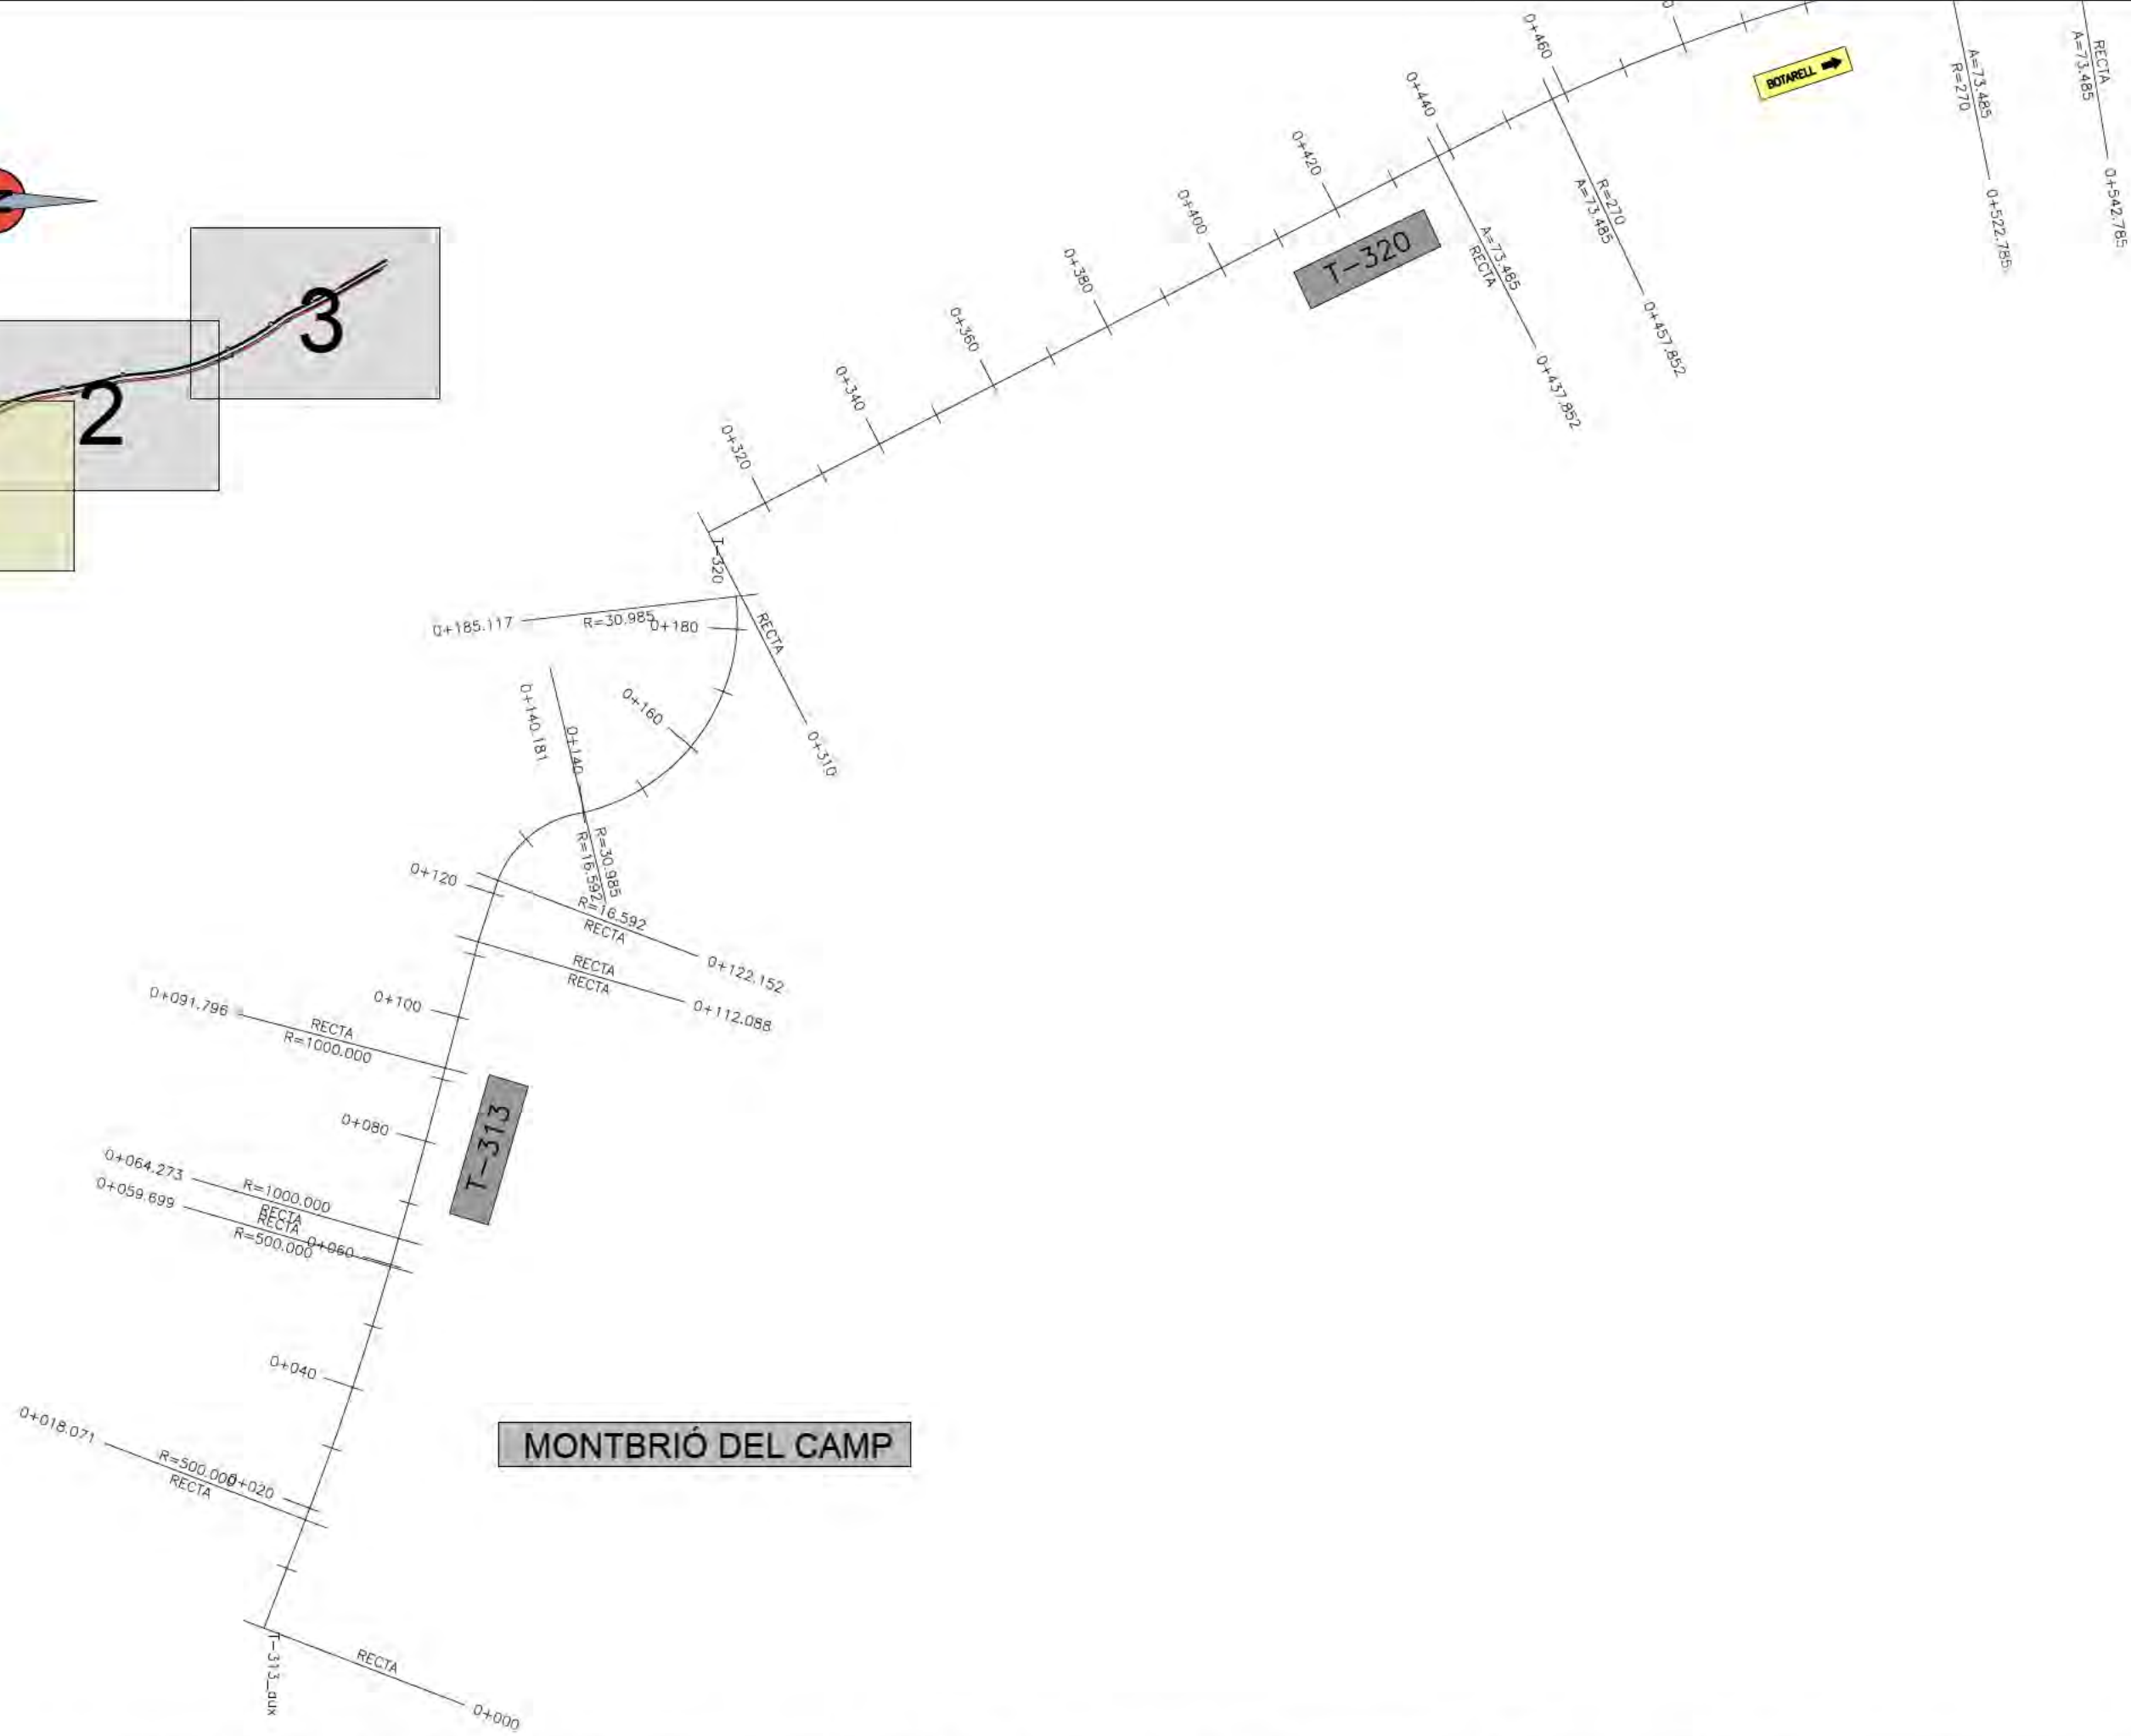 0+460
BOTARELL
A=73.485
R=270
RECTA
A=73.485
0+542.785
0+522.785
0+440
R=270
A=73.485
0+457.852
0+420
T-320
A=73.485
RECTA
0+437.852
0+400
0+380
0+360
0+340
0+320
3
2
T-320
RECTA
0+310
0+185.117
R=30.985
0+180
0+160
0+140.181
0+140
R=30.985
R=16.592
0+120
R=16.592
RECTA
0+122.152
RECTA
RECTA
0+112.088
0+100
0+091.796
RECTA
R=1000.000
T-313
0+080
0+064.273
R=1000.000
RECTA
0+059.699
RECTA
R=500.000
0+060
0+040
0+018.071
R=500.000
RECTA
0+020
MONTBRIÓ DEL CAMP
T-313_aux
RECTA
0+000